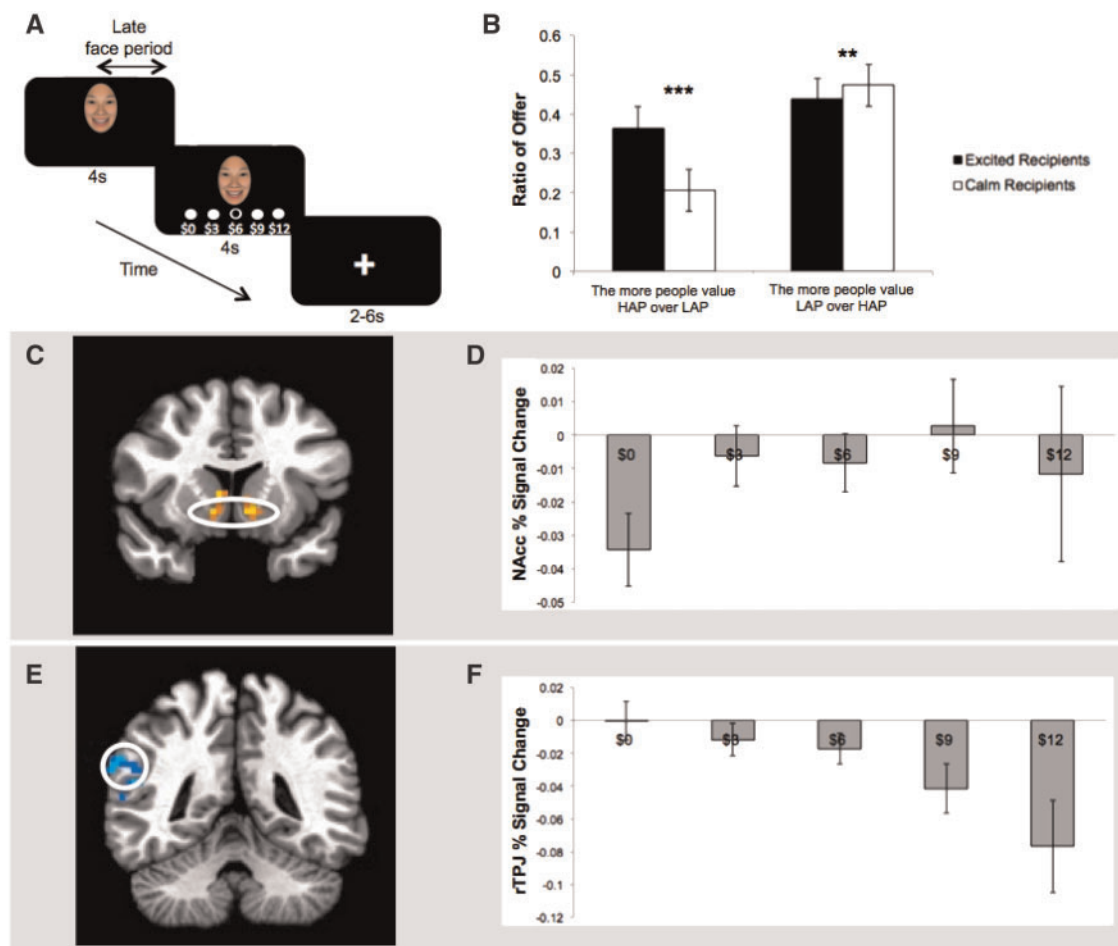 A
Late
face period
4s
$0 $3 $6 $9 $12
4s
Time
+
2-6s
B
Ratio of Offer
0.6
0.5
0.4
0.3
0.2
0.1
0
***
**
The more people value
HAP over LAP
The more people value
LAP over HAP
Excited Recipients
Calm Recipients
C
D
NAcc % Signal Change
0.02
0.01
0
-0.01
-0.02
-0.03
-0.04
-0.05
$0 $3 $6 $9 $12
E
F
rTPJ % Signal Change
0.02
0
-0.02
-0.04
-0.06
-0.08
-0.1
-0.12
$0 $3 $6 $9 $12